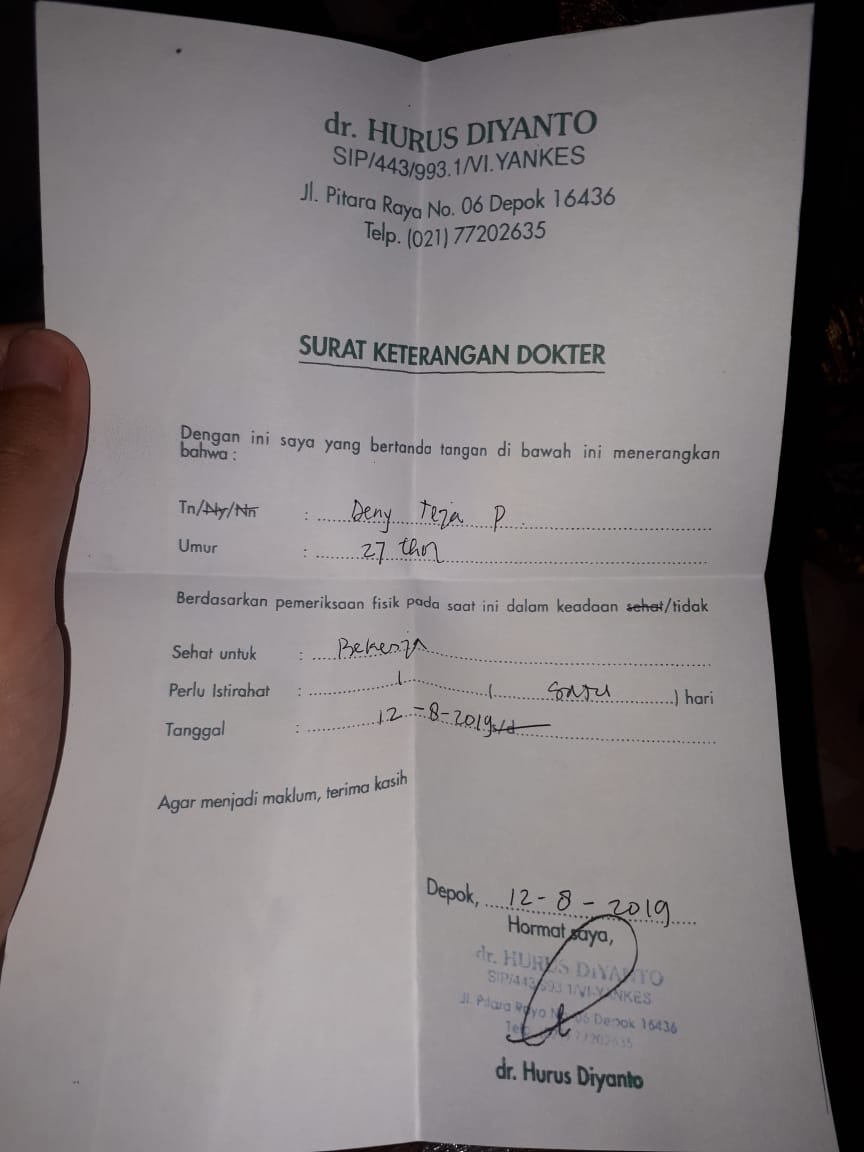 dr. HURUS DIYANTO
SIP/443/993.1/VI.YANKES
Jl. Pitara Raya No. 06 Depok 16436
Telp. (021) 77202635
SURAT KETERANGAN DOKTER
Dengan ini saya yang bertanda tangan di bawah ini menerangkan
bahwa :
Tn/Ny/Nn : Deny Teja P
Umur : 27 thn
Berdasarkan pemeriksaan fisik pada saat ini dalam keadaan sehat/tidak
Sehat untuk : Bekerja
Perlu Istirahat : 1 ( satu ) hari
Tanggal : 12-8-2019 s/d
Agar menjadi maklum, terima kasih
Depok, 12-8-2019
Hormat saya,
dr. HURUS DIYANTO
SIP/443/993 1/VI-YANKES
Jl. Pitara Raya No. 06 Depok 16436
77202635
dr. Hurus Diyanto